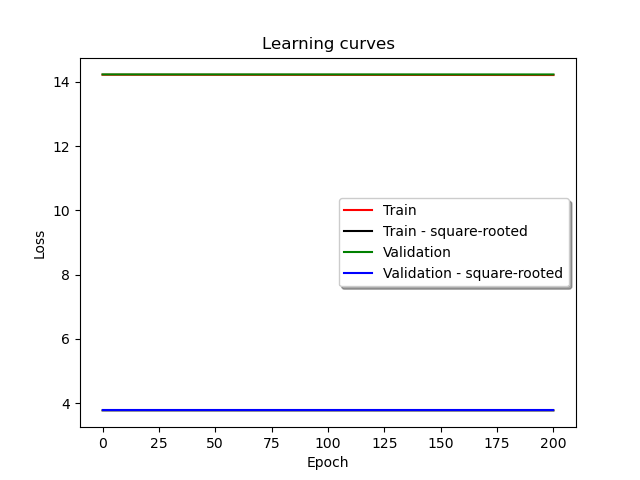 Learning curves
14
12
10
8
6
4
Loss
Train
Train - square-rooted
Validation
Validation - square-rooted
0 25 50 75 100 125 150 175 200
Epoch